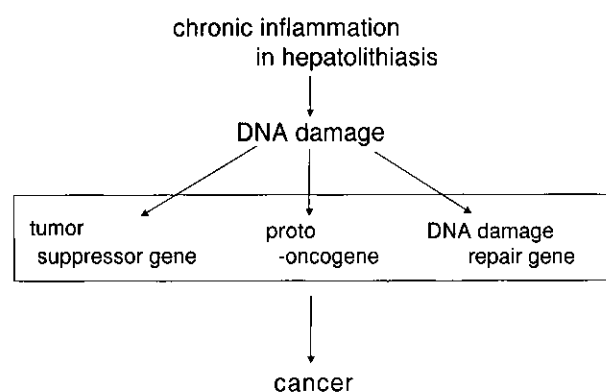 chronic inflammation
in hepatolithiasis
DNA damage
tumor
suppressor gene
proto
-oncogene
DNA damage
repair gene
cancer